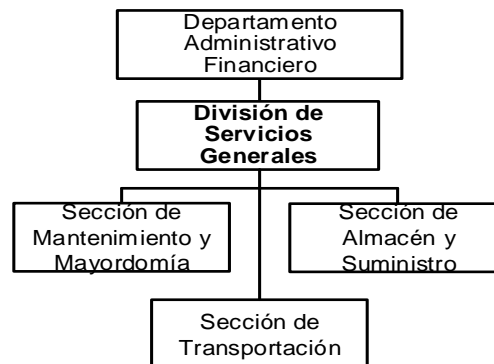 Departamento
Administrativo
Financiero
División de
Servicios
Generales
Sección de
Mantenimiento y
Mayordomía
Sección de
Almacén y
Suministro
Sección de
Transportación